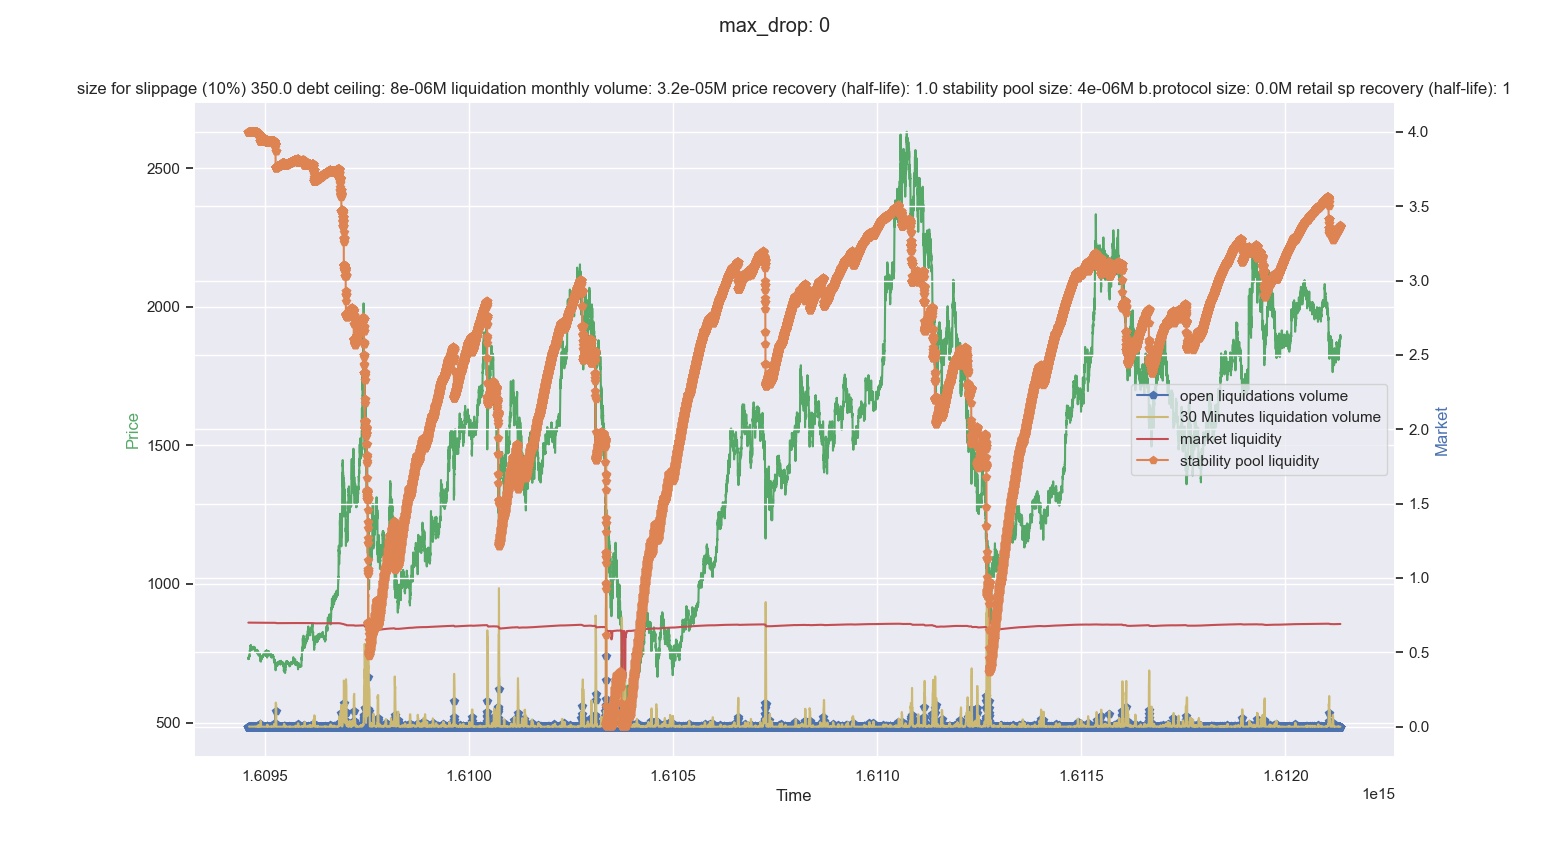 max_drop: 0
size for slippage (10%) 350.0 debt ceiling: 8e-06M liquidation monthly volume: 3.2e-05M price recovery (half-life): 1.0 stability pool size: 4e-06M b.protocol size: 0.0M retail sp recovery (half-life): 1
4.0
2500
3.5
3.0
2000
2.5
open liquidations volume
30 Minutes liquidation volume
market liquidity
stability pool liquidity
Price
Market
2.0
1500
1.5
1000
1.0
0.5
500
0.0
1.6095 1.6100 1.6105 1.6110 1.6115 1.6120
Time
1e15